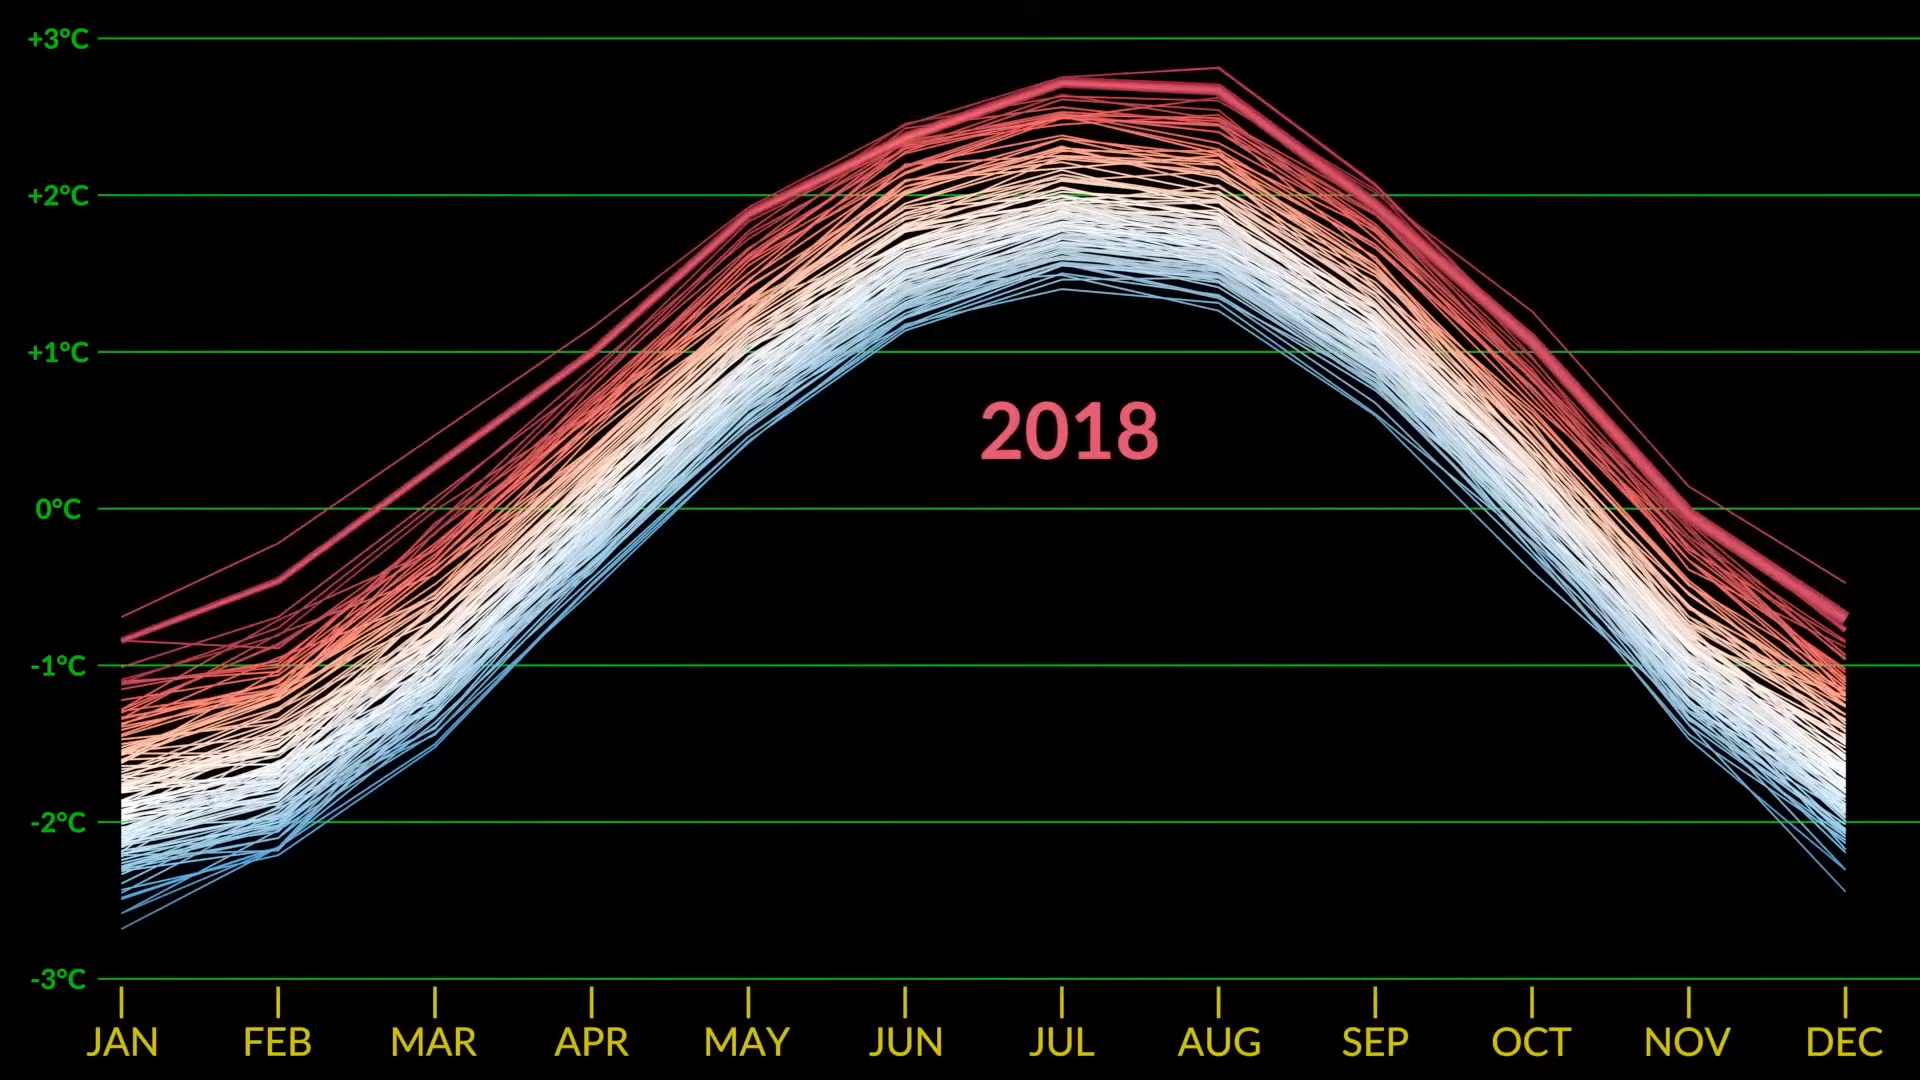 +3°C
+2°C
+1°C
2018
0°C
-1°C
-2°C
-3°C
JAN FEB MAR APR MAY JUN JUL AUG SEP OCT NOV DEC